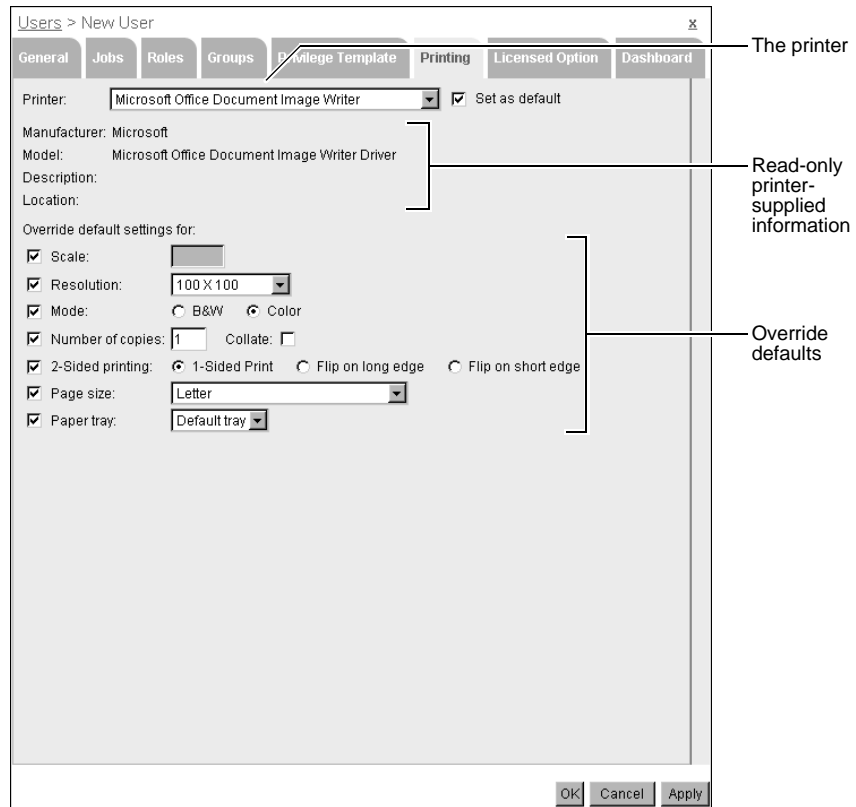 Users > New User
x
General Jobs Roles Groups Privilege Template Printing Licensed Option Dashboard
The printer
Printer: Microsoft Office Document Image Writer Set as default
Manufacturer: Microsoft
Model: Microsoft Office Document Image Writer Driver
Description:
Location:
Read-only
printer-
supplied
information
Override default settings for:
Scale:
Resolution: 100 X 100
Mode: B&W Color
Number of copies: 1 Collate:
2-Sided printing: 1-Sided Print Flip on long edge Flip on short edge
Page size: Letter
Paper tray: Default tray
Override
defaults
OK Cancel Apply